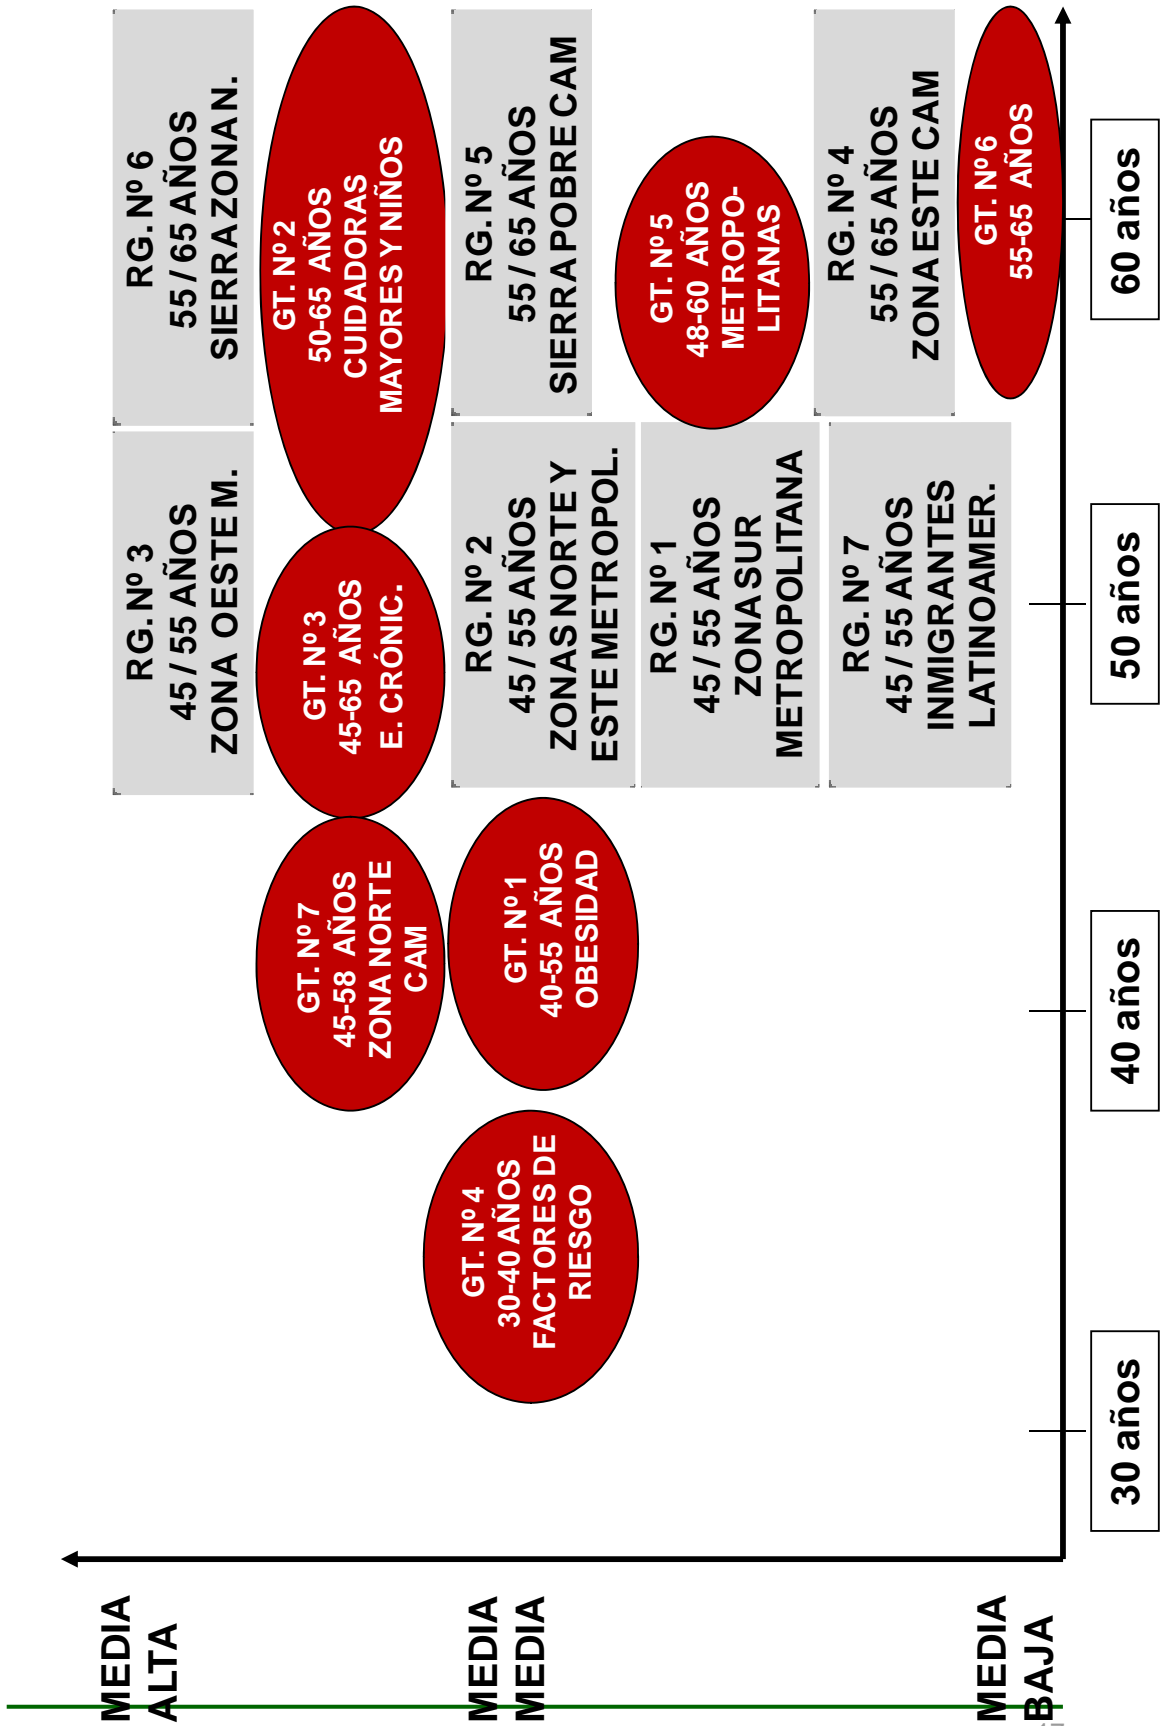 MEDIA
ALTA
MEDIA
MEDIA
MEDIA
BAJA
RG. Nº 3
45 / 55 AÑOS
ZONA OESTE M.
RG. Nº 6
55 / 65 AÑOS
SIERRA ZONA N.
GT. Nº 7
45-58 AÑOS
ZONA NORTE
CAM
GT. Nº 3
45-65 AÑOS
E. CRÓNIC.
GT. Nº 2
50-65 AÑOS
CUIDADORAS
MAYORES Y NIÑOS
GT. Nº 4
30-40 AÑOS
FACTORES DE
RIESGO
GT. Nº 1
40-55 AÑOS
OBESIDAD
RG. Nº 2
45 / 55 AÑOS
ZONAS NORTE Y
ESTE METROPOL.
RG. Nº 5
55 / 65 AÑOS
SIERRA POBRE CAM
RG. Nº 1
45 / 55 AÑOS
ZONA SUR
METROPOLITANA
GT. Nº 5
48-60 AÑOS
METROPO-
LITANAS
RG. Nº 7
45 / 55 AÑOS
INMIGRANTES
LATINOAMER.
RG. Nº 4
55 / 65 AÑOS
ZONA ESTE CAM
GT. Nº 6
55-65 AÑOS
30 años
40 años
50 años
60 años